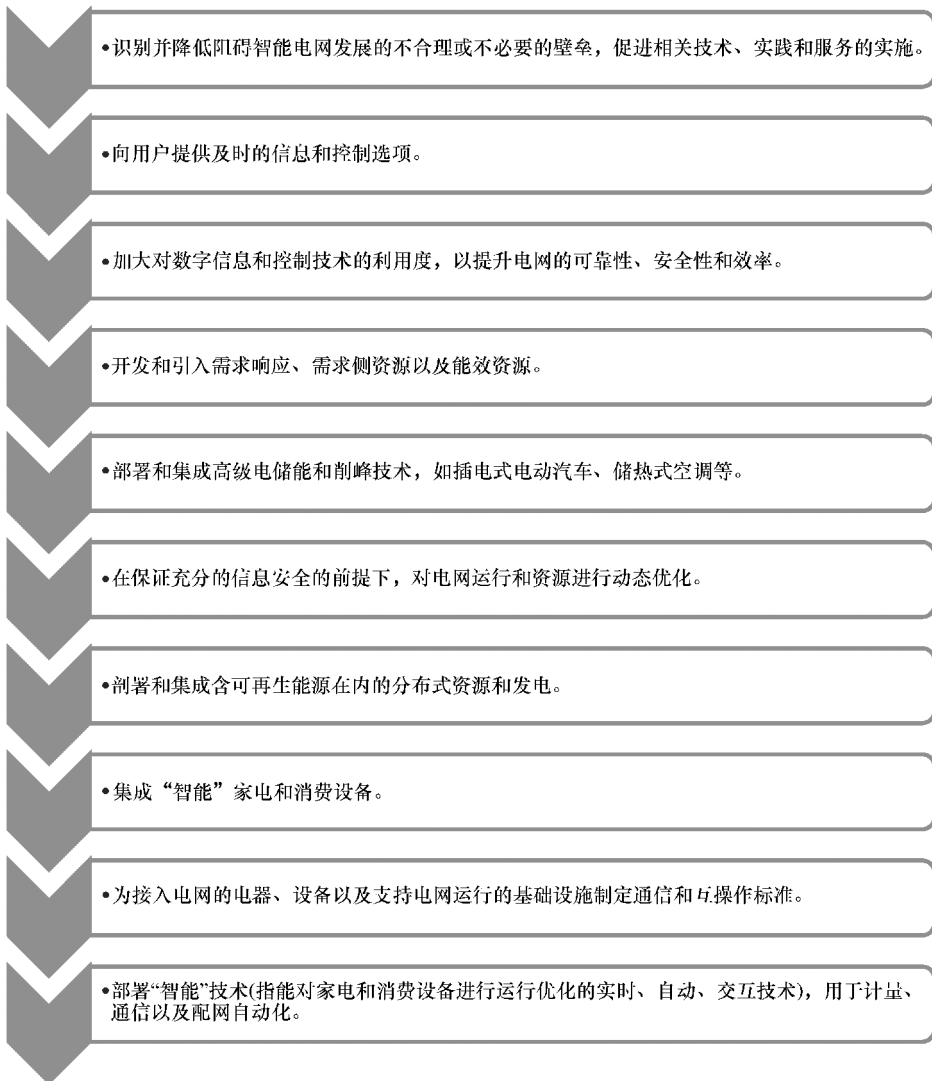 •识别并降低阻碍智能电网发展的不合理或不必要的壁垒，促进相关技术、实践和服务的实施。
•向用户提供及时的信息和控制选项。
•加大对数字信息和控制技术的利用度，以提升电网的可靠性、安全性和效率。
•开发和引入需求响应、需求侧资源以及能效资源。
•部署和集成高级电储能和削峰技术，如插电式电动汽车、储热式空调等。
•在保证充分的信息安全的前提下，对电网运行和资源进行动态优化。
•剖署和集成含可再生能源在内的分布式资源和发电。
•集成“智能”家电和消费设备。
•为接入电网的电器、设备以及支持电网运行的基础设施制定通信和互操作标准。
•部署“智能”技术(指能对家电和消费设备进行运行优化的实时、自动、交互技术)，用于计量、
通信以及配网自动化。